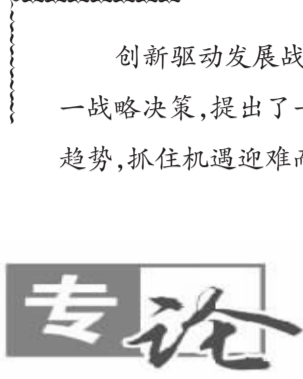 创新驱动发展战
一战略决策,提出了一
趋势,抓住机遇迎难
专论